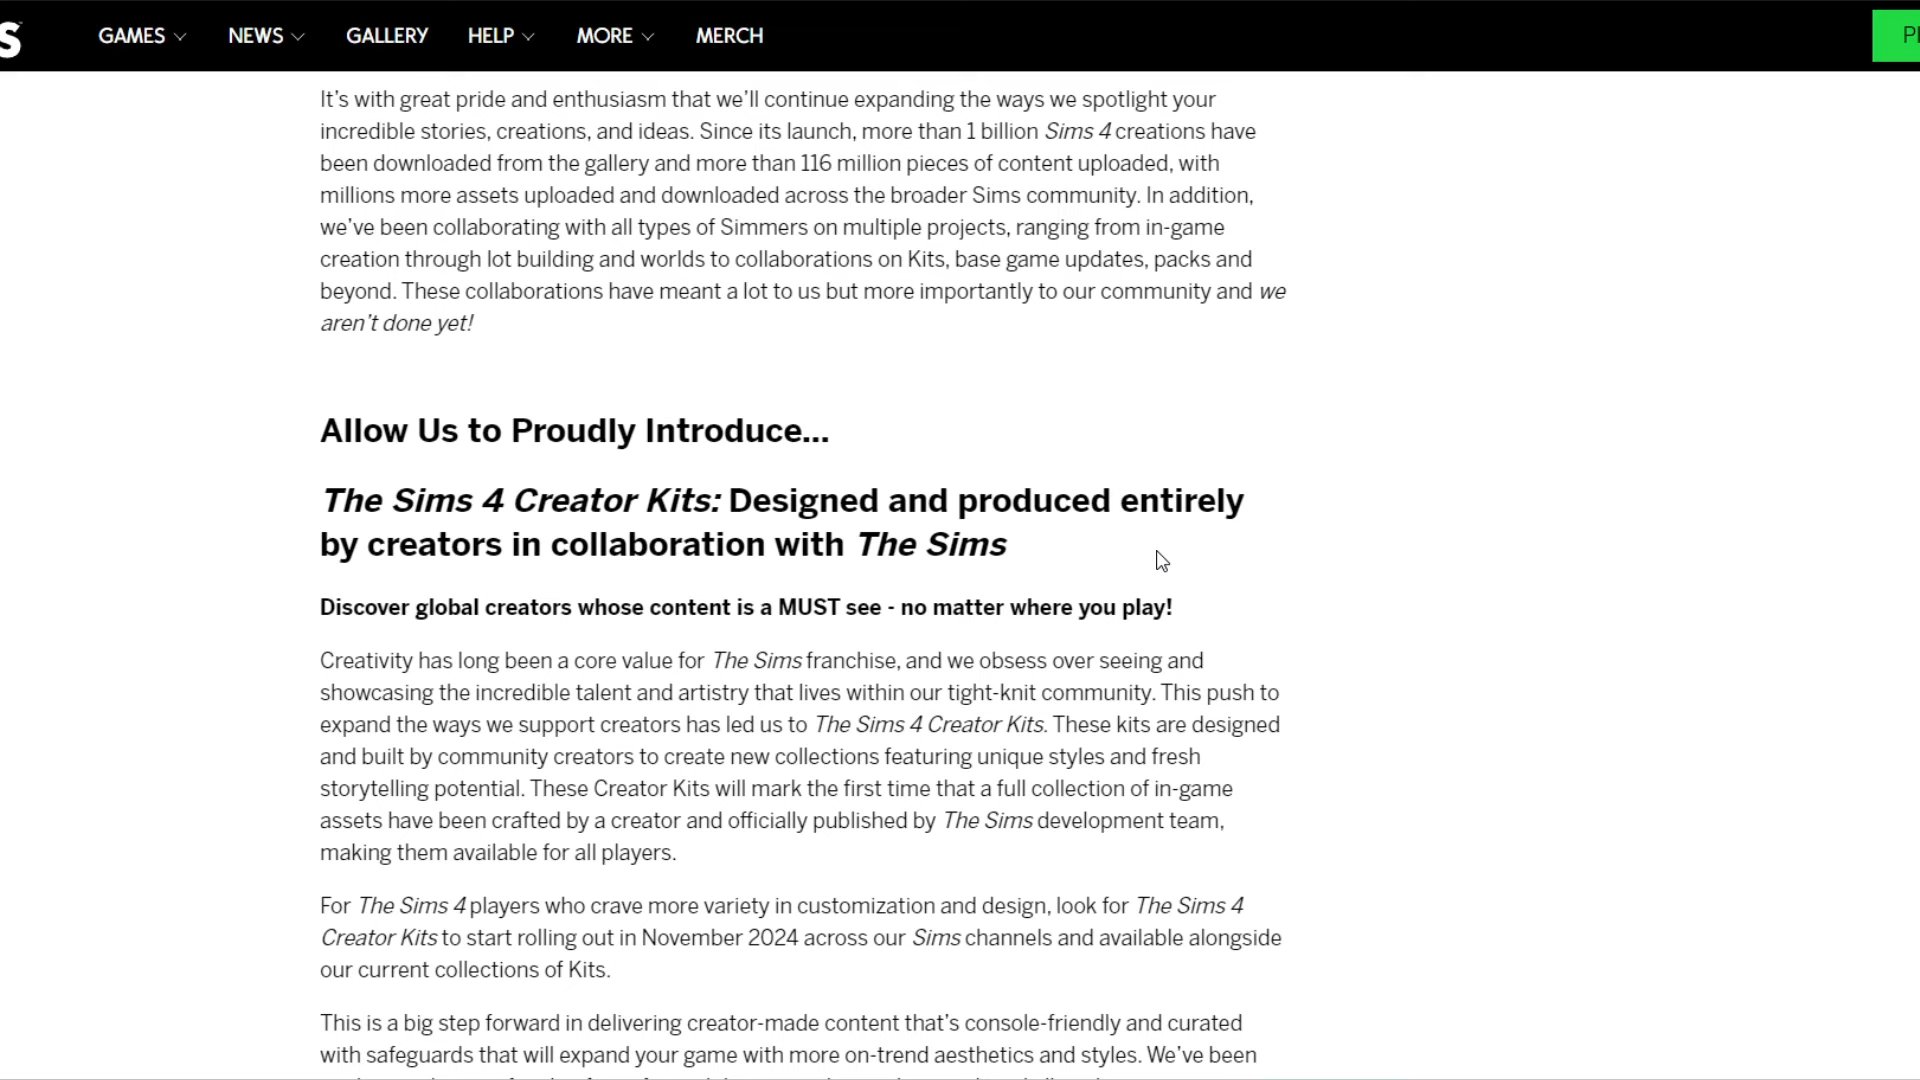 GAMES NEWS GALLERY HELP MORE MERCH
It’s with great pride and enthusiasm that we’ll continue expanding the ways we spotlight your
incredible stories, creations, and ideas. Since its launch, more than 1 billion Sims 4 creations have
been downloaded from the gallery and more than 116 million pieces of content uploaded, with
millions more assets uploaded and downloaded across the broader Sims community. In addition,
we’ve been collaborating with all types of Simmers on multiple projects, ranging from in-game
creation through lot building and worlds to collaborations on Kits, base game updates, packs and
beyond. These collaborations have meant a lot to us but more importantly to our community and we
aren’t done yet!
Allow Us to Proudly Introduce...
The Sims 4 Creator Kits: Designed and produced entirely
by creators in collaboration with The Sims
Discover global creators whose content is a MUST see - no matter where you play!
Creativity has long been a core value for The Sims franchise, and we obsess over seeing and
showcasing the incredible talent and artistry that lives within our tight-knit community. This push to
expand the ways we support creators has led us to The Sims 4 Creator Kits. These kits are designed
and built by community creators to create new collections featuring unique styles and fresh
storytelling potential. These Creator Kits will mark the first time that a full collection of in-game
assets have been crafted by a creator and officially published by The Sims development team,
making them available for all players.
For The Sims 4 players who crave more variety in customization and design, look for The Sims 4
Creator Kits to start rolling out in November 2024 across our Sims channels and available alongside
our current collections of Kits.
This is a big step forward in delivering creator-made content that’s console-friendly and curated
with safeguards that will expand your game with more on-trend aesthetics and styles. We’ve been